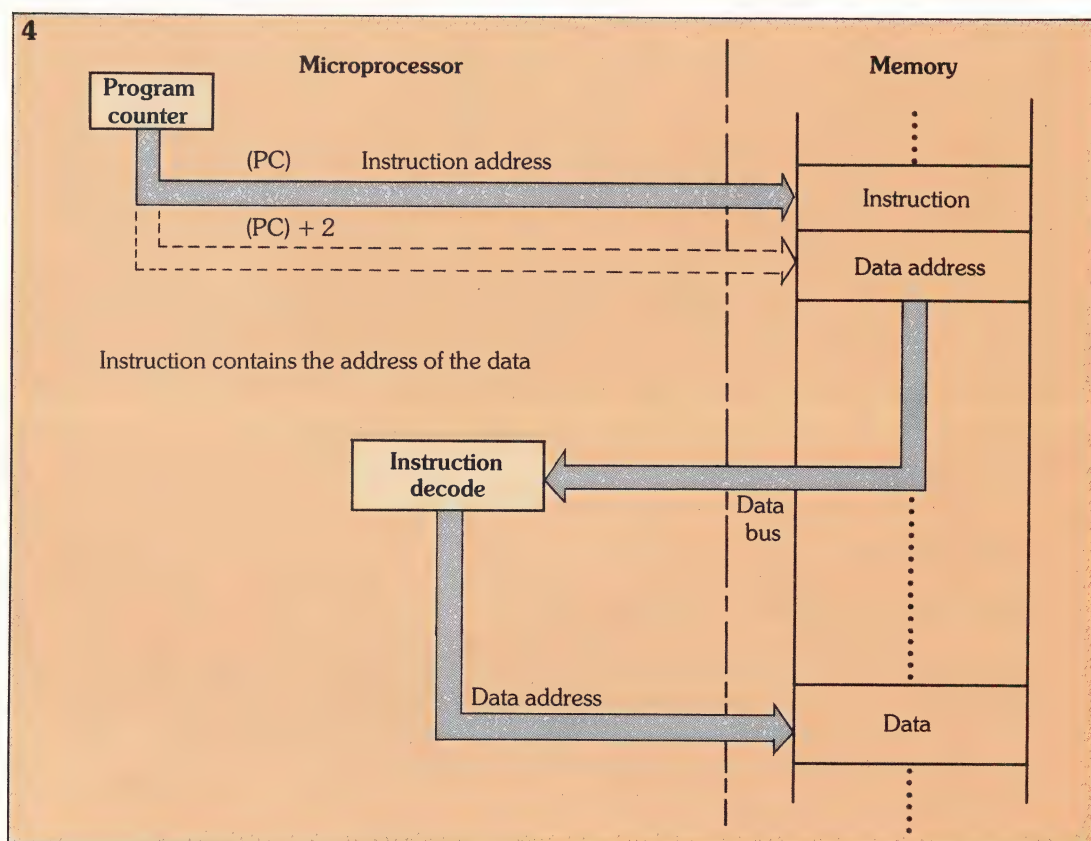 4
Microprocessor
Memory
Program
counter
(PC) Instruction address
Instruction
(PC) + 2
Data address
Instruction contains the address of the data
Instruction
decode
Data
bus
Data address
Data